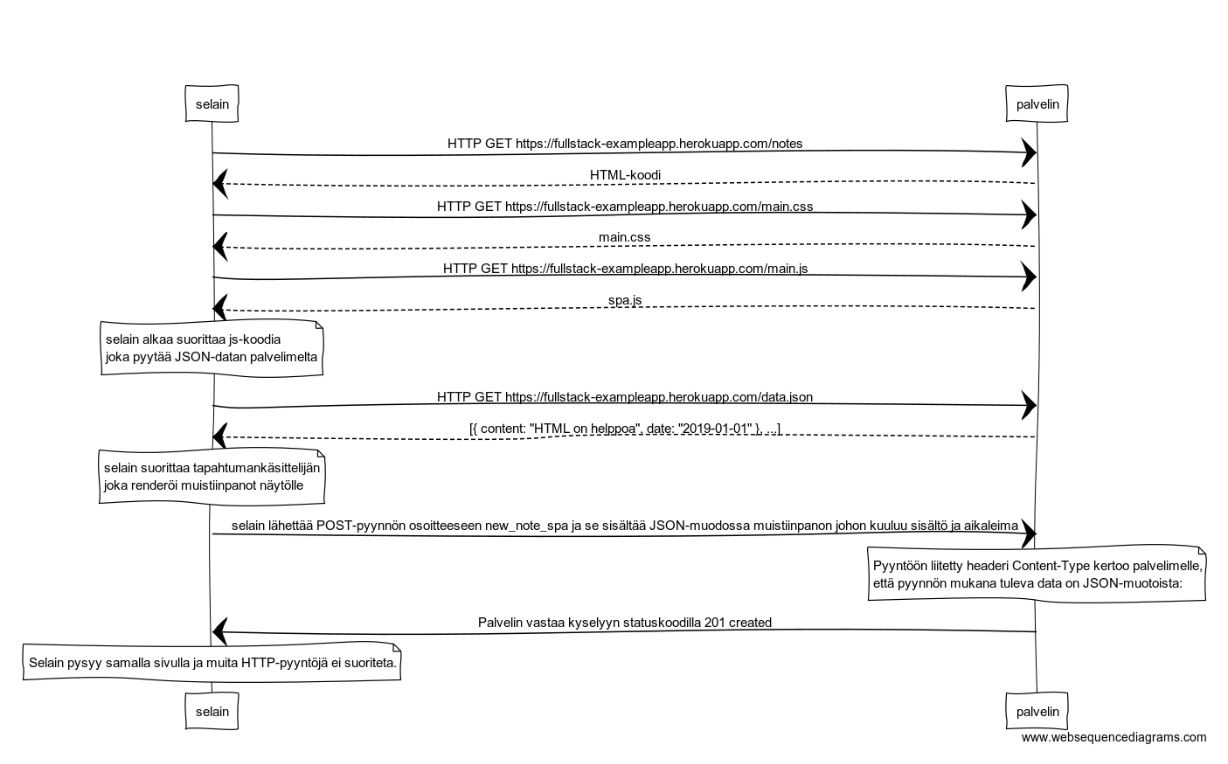 selain
palvelin
HTTP GET https://fullstack-exampleapp.herokuapp.com/notes
HTML-koodi
HTTP GET https://fullstack-exampleapp.herokuapp.com/main.css
main.css
HTTP GET https://fullstack-exampleapp.herokuapp.com/main.js
spa.js
selain alkaa suorittaa js-koodia
joka pyytää JSON-datan palvelimelta
HTTP GET https://fullstack-exampleapp.herokuapp.com/data.json
[{ content: "HTML on helppoa", date: "2019-01-01" }, ...]
selain suorittaa tapahtumankäsittelijän
joka renderöi muistiinpanot näytölle
selain lähettää POST-pyynnön osoitteeseen new_note_spa ja se sisältää JSON-muodossa muistiinpanon johon kuuluu sisältö ja aikaleima
Pyyntöön liitetty headeri Content-Type kertoo palvelimelle,
että pyynnön mukana tuleva data on JSON-muotoista:
Palvelin vastaa kyselyyn statuskoodilla 201 created
Selain pysyy samalla sivulla ja muita HTTP-pyyntöjä ei suoriteta.
selain
palvelin
www.websequencediagrams.com